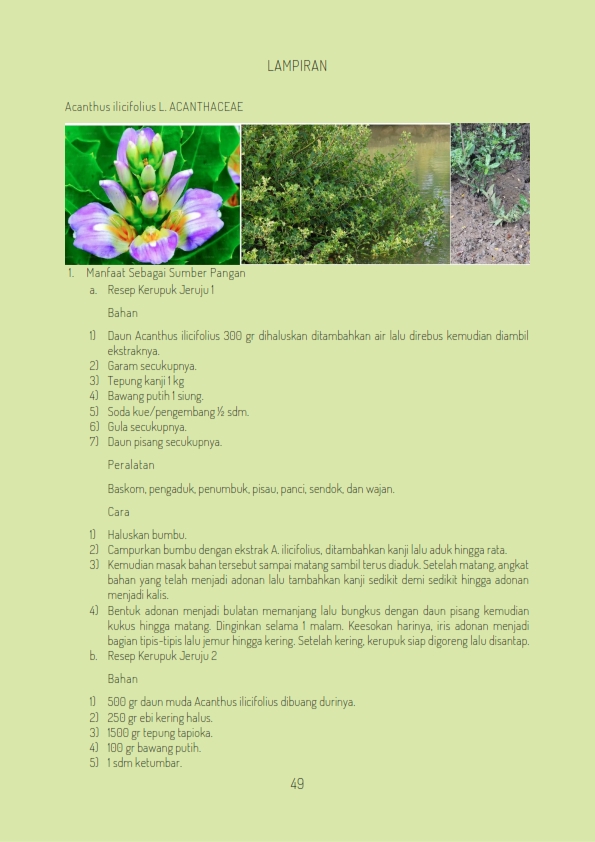 LAMPIRAN
Acanthus ilicifolius L. ACANTHACEAE
1. Manfaat Sebagai Sumber Pangan
a. Resep Kerupuk Jeruju 1
Bahan
1) Daun Acanthus ilicifolius 300 gr dihaluskan ditambahkan air lalu direbus kemudian diambil
ekstraknya.
2) Garam secukupnya.
3) Tepung kanji 1 kg
4) Bawang putih 1 siung.
5) Soda kue/pengembang ½ sdm.
6) Gula secukupnya.
7) Daun pisang secukupnya.
Peralatan
Baskom, pengaduk, penumbuk, pisau, panci, sendok, dan wajan.
Cara
1) Haluskan bumbu.
2) Campurkan bumbu dengan ekstrak A. ilicifolius, ditambahkan kanji lalu aduk hingga rata.
3) Kemudian masak bahan tersebut sampai matang sambil terus diaduk. Setelah matang, angkat
bahan yang telah menjadi adonan lalu tambahkan kanji sedikit demi sedikit hingga adonan
menjadi kalis.
4) Bentuk adonan menjadi bulatan memanjang lalu bungkus dengan daun pisang kemudian
kukus hingga matang. Dinginkan selama 1 malam. Keesokan harinya, iris adonan menjadi
bagian tipis-tipis lalu jemur hingga kering. Setelah kering, kerupuk siap digoreng lalu disantap.
b. Resep Kerupuk Jeruju 2
Bahan
1) 500 gr daun muda Acanthus ilicifolius dibuang durinya.
2) 250 gr ebi kering halus.
3) 1500 gr tepung tapioka.
4) 100 gr bawang putih.
5) 1 sdm ketumbar.
49